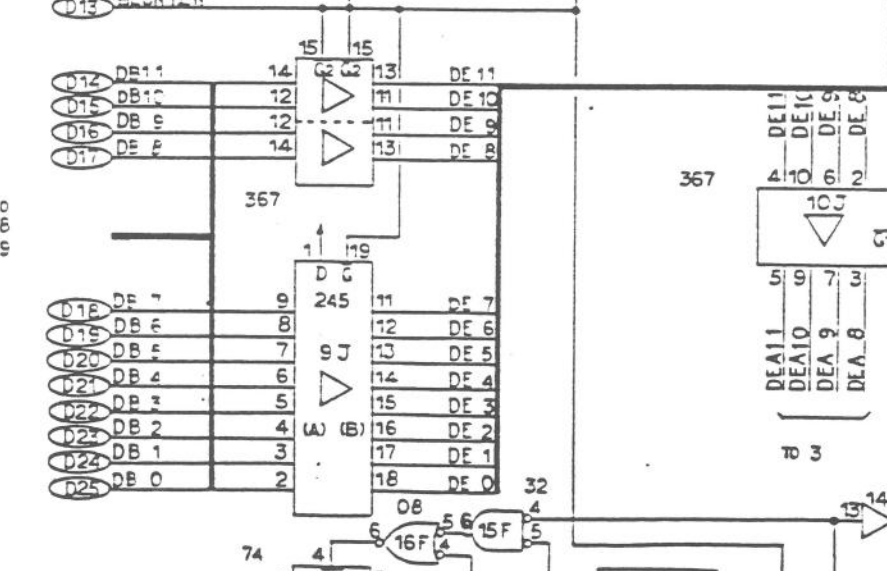 D13
15 15
G2 G2
D14 DB11 14 13 DE 11
D15 DB10 12 11 DE 10
D16 DB 9 12 11 DE 9
D17 DB 8 14 13 DE 8
367
367
DE11 DE10 DE 9 DE 8
4 10 6 2
10J
5 9 7 3
DEA11 DEA10 DEA 9 DEA 8
TO 3
1 19
D G
245
9J
(A) (B)
D18 DB 7 9 11 DE 7
D19 DB 6 8 12 DE 6
D20 DB 5 7 13 DE 5
D21 DB 4 6 14 DE 4
D22 DB 3 5 15 DE 3
D23 DB 2 4 16 DE 2
D24 DB 1 3 17 DE 1
D25 DB 0 2 18 DE 0
08 32
6 16F 5 4
6 15F 4 5
13 14
74 4